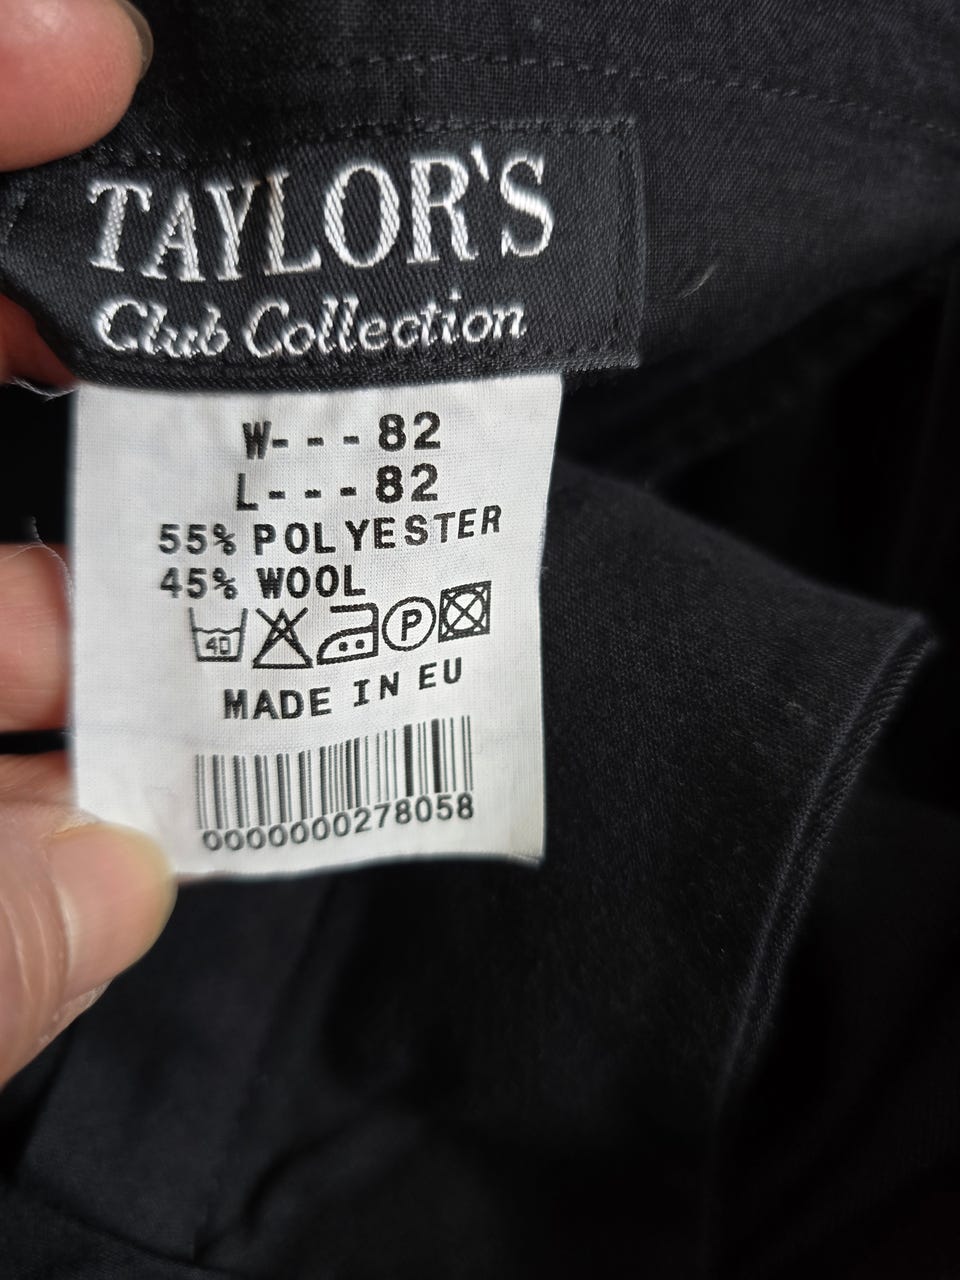 TAYLOR'S
Club Collection
W---82
L---82
55% POLYESTER
45% WOOL
40 P
MADE IN EU
0000000278058